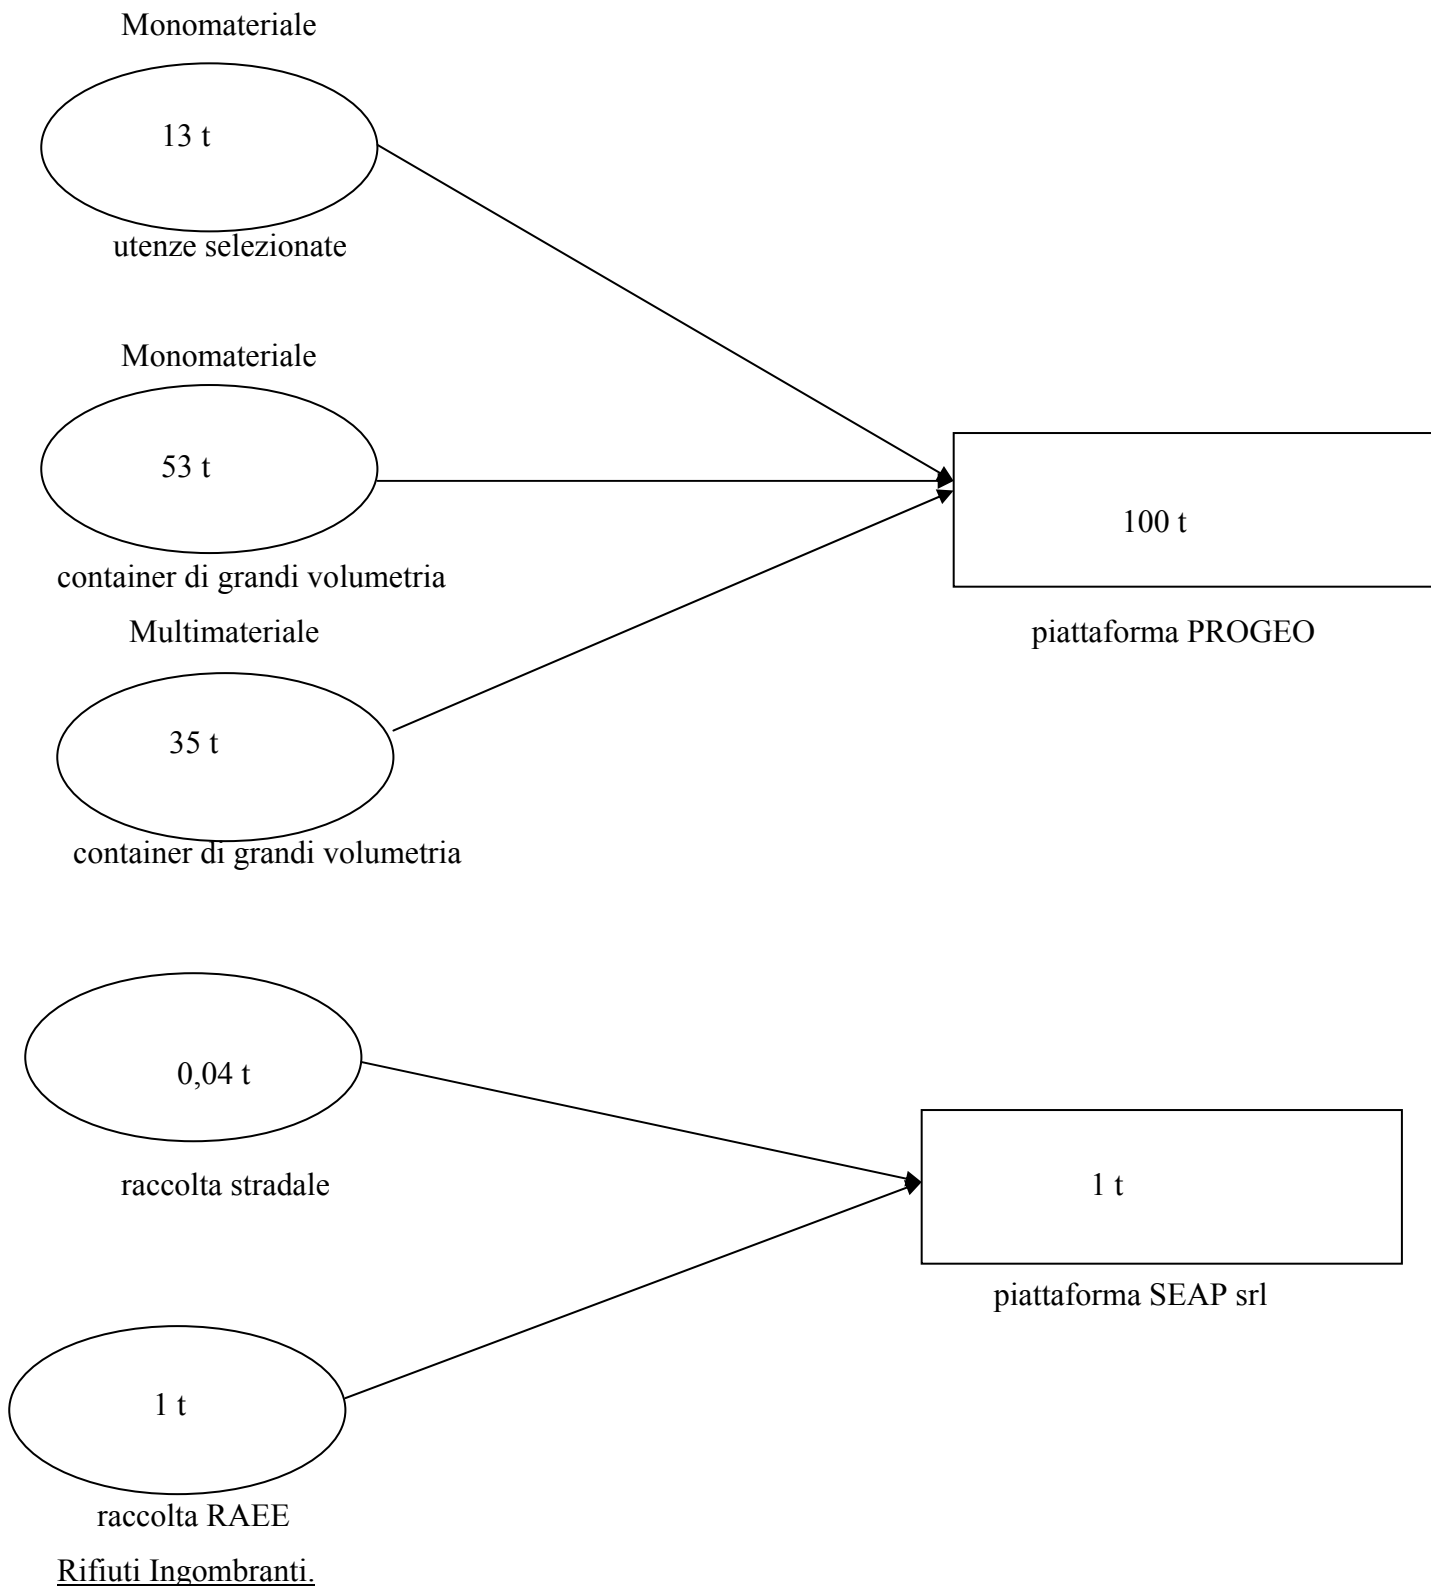 Monomateriale
13 t
utenze selezionate
Monomateriale
53 t
container di grandi volumetria
100 t
Multimateriale
piattaforma PROGEO
35 t
container di grandi volumetria
0,04 t
raccolta stradale
1 t
piattaforma SEAP srl
1 t
raccolta RAEE
Rifiuti Ingombranti.